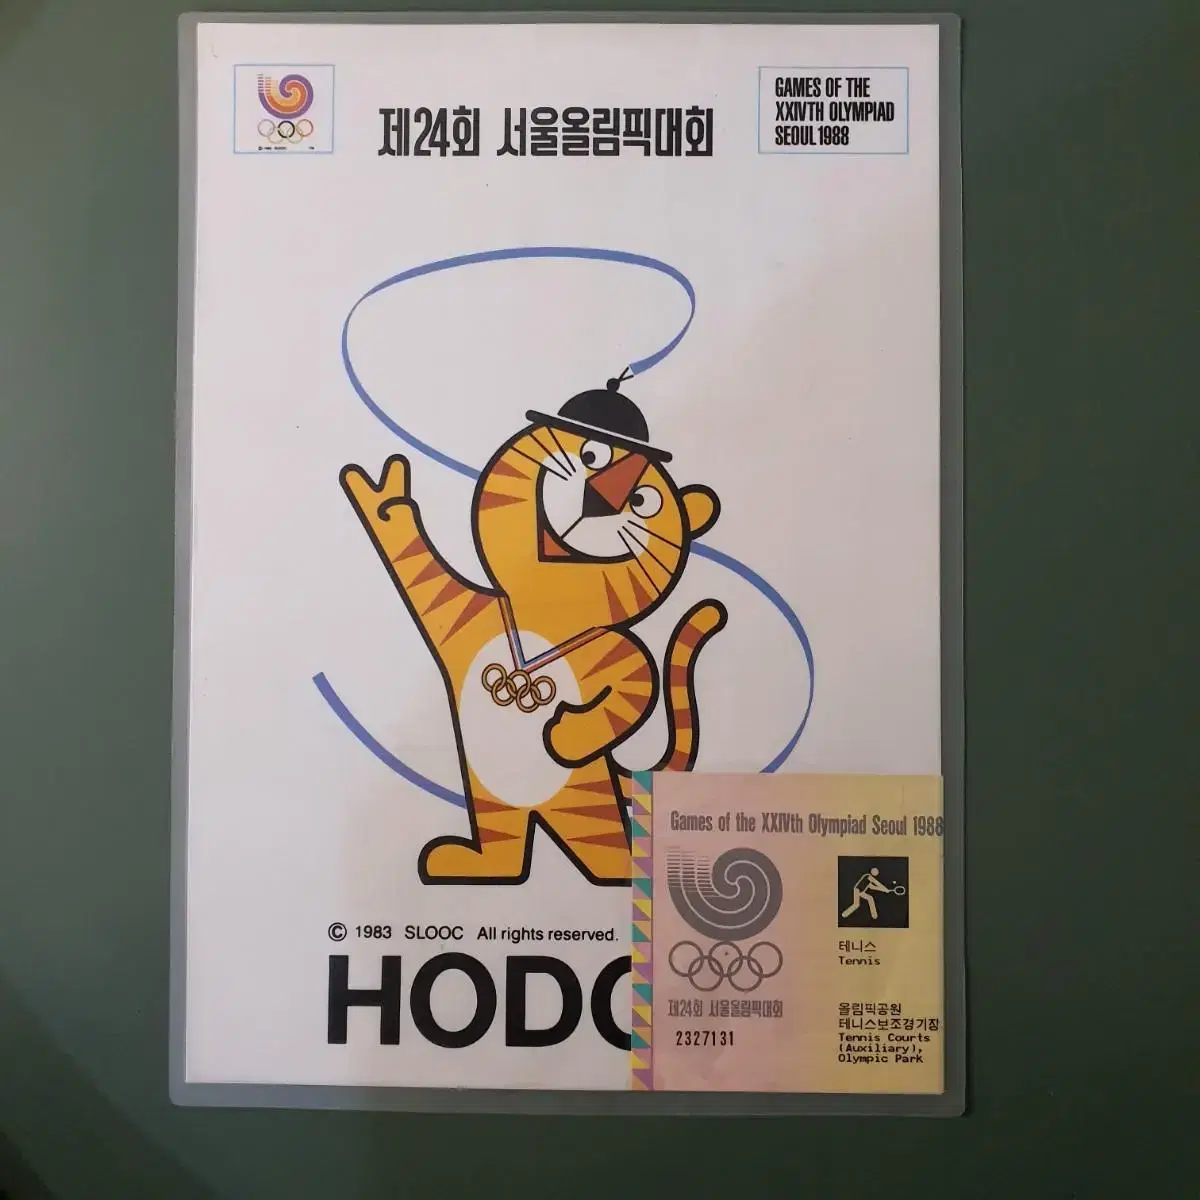 제24회 서울올림픽대회
GAMES OF THE
XXIVTH OLYMPIAD
SEOUL 1988
© 1983 SLOOC All rights reserved.
HODO
Games of the XXIVth Olympiad Seoul 1988
테니스
Tennis
제24회 서울올림픽대회
2327131
올림픽공원
테니스보조경기장
Tennis Courts
(Auxiliary),
Olympic Park